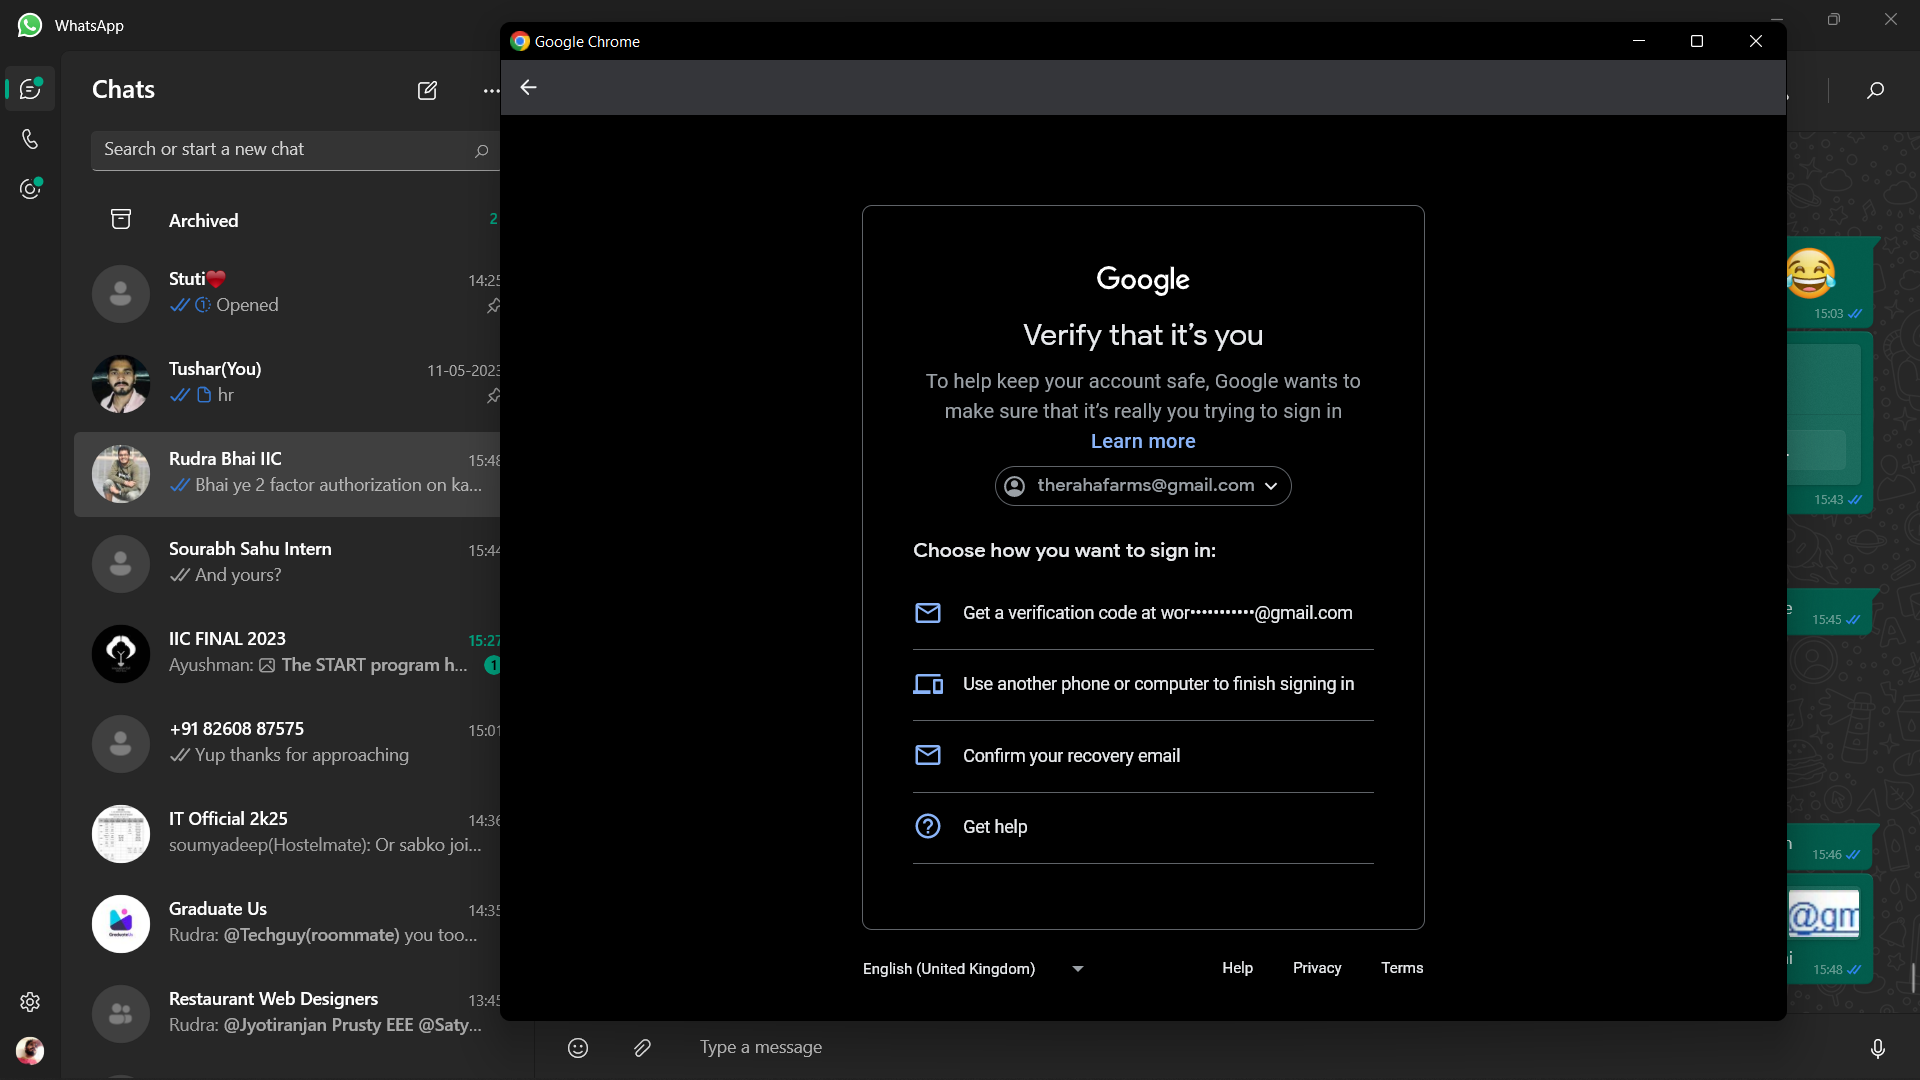 WhatsApp
Chats
Search or start a new chat
Archived
2
Stuti❤️
14:25
Opened
Tushar(You)
11-05-2023
hr
Rudra Bhai IIC
15:48
Bhai ye 2 factor authorization on ka...
Sourabh Sahu Intern
15:44
And yours?
IIC FINAL 2023
15:27
Ayushman: The START program h...
1
+91 82608 87575
15:01
Yup thanks for approaching
IT Official 2k25
14:36
soumyadeep(Hostelmate): Or sabko joi...
Graduate Us
14:35
Rudra: @Techguy(roommate) you too...
Restaurant Web Designers
13:45
Rudra: @Jyotiranjan Prusty EEE @Saty...
Google Chrome
Google
Verify that it's you
To help keep your account safe, Google wants to
make sure that it's really you trying to sign in
Learn more
therahafarms@gmail.com
Choose how you want to sign in:
Get a verification code at wor•••••••••••@gmail.com
Use another phone or computer to finish signing in
Confirm your recovery email
Get help
English (United Kingdom)
Help
Privacy
Terms
15:03
15:43
15:45
15:46
@gm
15:48
Type a message